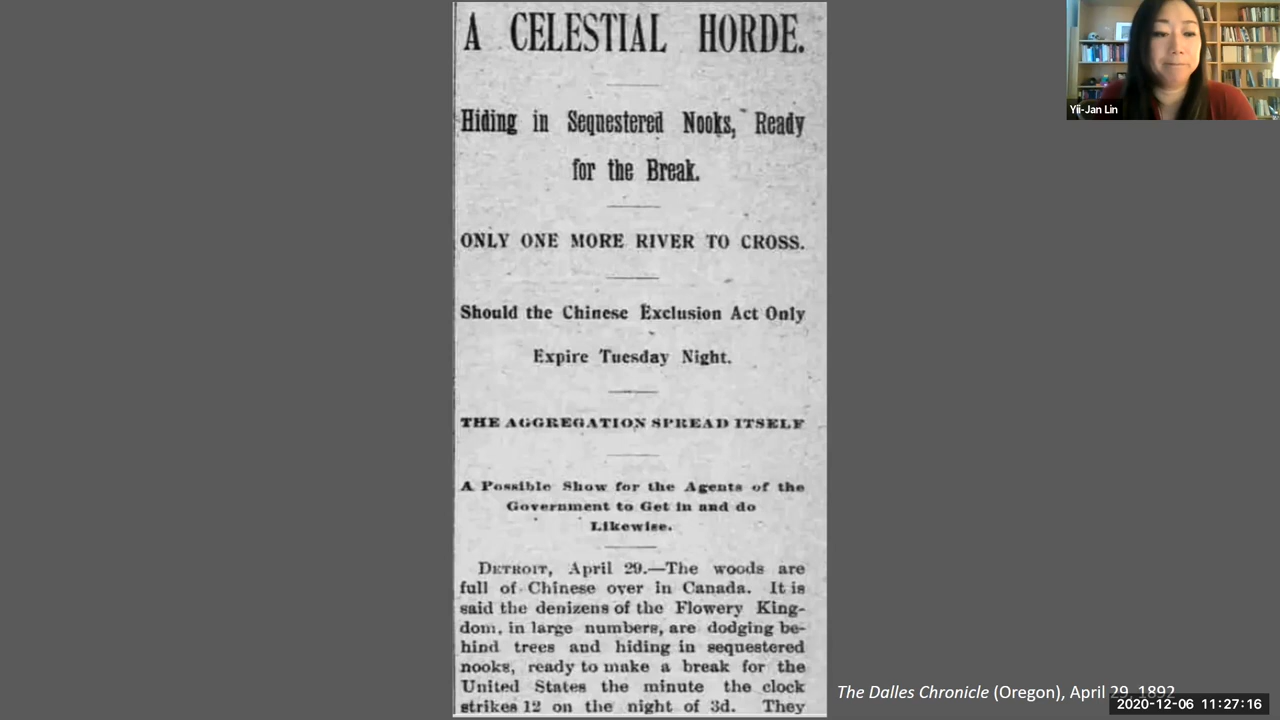 A CELESTIAL HORDE.
Hiding in Sequestered Nooks, Ready
for the Break.
ONLY ONE MORE RIVER TO CROSS.
Should the Chinese Exclusion Act Only
Expire Tuesday Night.
THE AGGREGATION SPREAD ITSELF
A Possible Show for the Agents of the
Government to Get in and do
Likewise.
DETROIT, April 29.—The woods are
full of Chinese over in Canada. It is
said the denizens of the Flowery King-
dom, in large numbers, are dodging be-
hind trees and hiding in sequestered
nooks, ready to make a break for the
United States the minute the clock
strikes 12 on the night of 3d. They
Yii-Jan Lin
The Dalles Chronicle (Oregon), April 29, 1892
2020-12-06 11:27:16